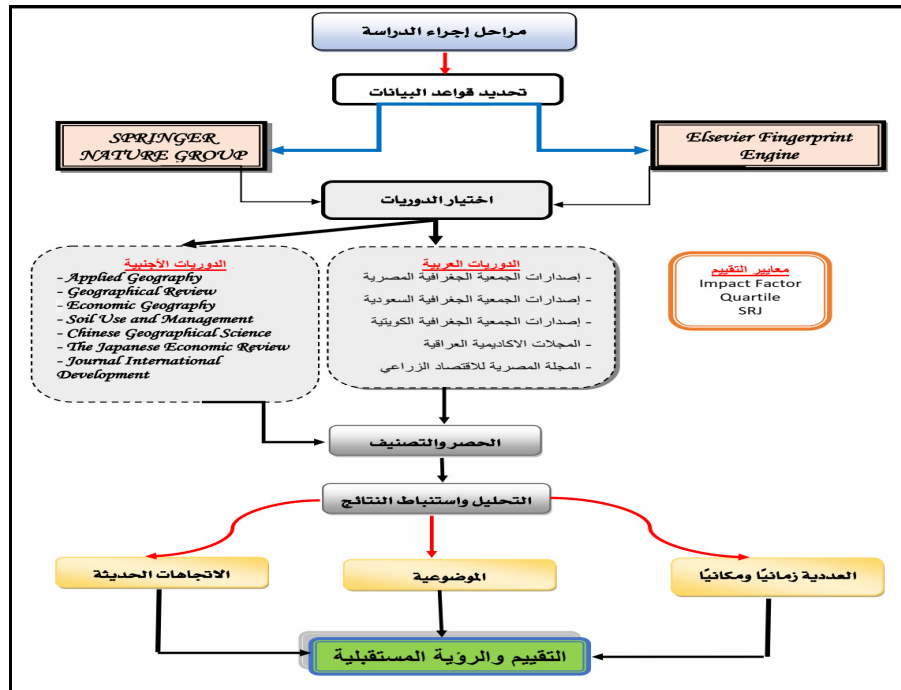 مراحل إجراء الدراسة
تحديد قواعد البيانات
SPRINGER
NATURE GROUP
Elsevier Fingerprint
Engine
اختيار الدوريات
الدوريات الأجنبية
- Applied Geography
- Geographical Review
- Economic Geography
- Soil Use and Management
- Chinese Geographical Science
- The Japanese Economic Review
- Journal International
Development
الدوريات العربية
- إصدارات الجمعية الجغرافية المصرية
- إصدارات الجمعية الجغرافية السعودية
- إصدارات الجمعية الجغرافية الكويتية
- المجلات الاكاديمية العراقية
- المجلة المصرية للاقتصاد الزراعي
معايير التقييم
Impact Factor
Quartile
SRJ
الحصر والتصنيف
التحليل واستنباط النتائج
الاتجاهات الحديثة
الموضوعية
العددية زمانيًا ومكانيًا
التقييم والرؤية المستقبلية